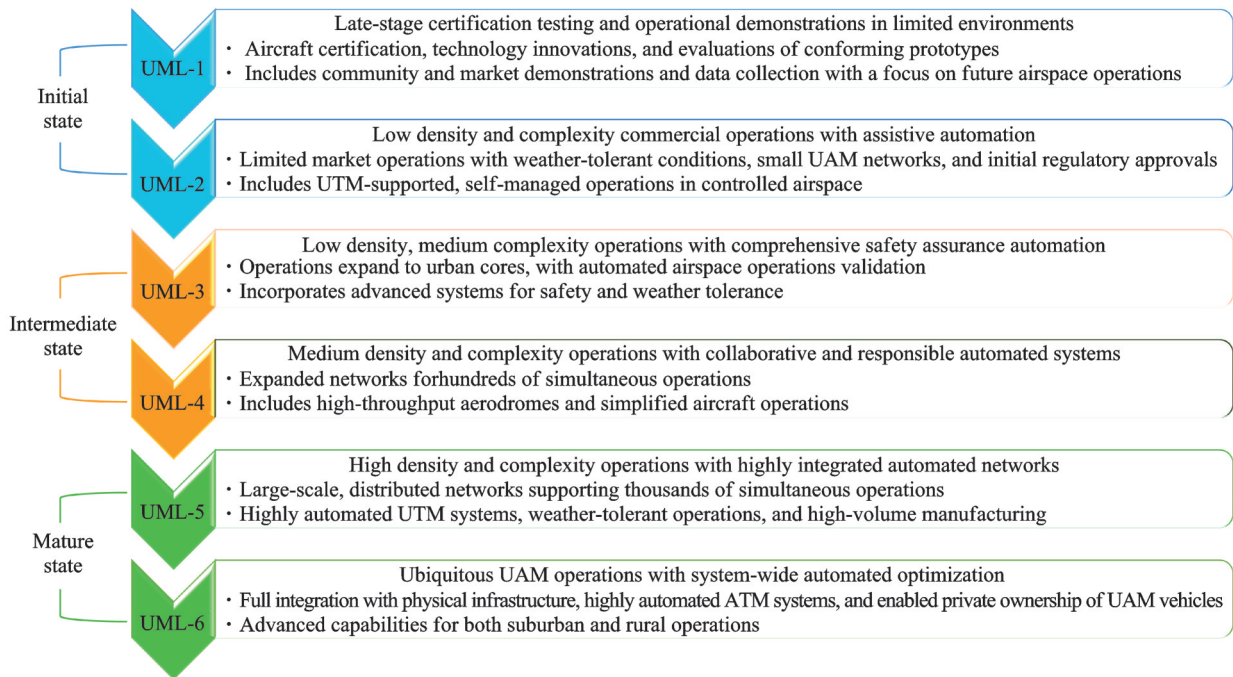 Late-stage certification testing and operational demonstrations in limited environments
· Aircraft certification, technology innovations, and evaluations of conforming prototypes
UML-1
· Includes community and market demonstrations and data collection with a focus on future airspace operations
Initial
state
Low density and complexity commercial operations with assistive automation
· Limited market operations with weather-tolerant conditions, small UAM networks, and initial regulatory approvals
UML-2
· Includes UTM-supported, self-managed operations in controlled airspace
Low density, medium complexity operations with comprehensive safety assurance automation
· Operations expand to urban cores, with automated airspace operations validation
UML-3
· Incorporates advanced systems for safety and weather tolerance
Intermediate
state
Medium density and complexity operations with collaborative and responsible automated systems
· Expanded networks forhundreds of simultaneous operations
UML-4
· Includes high-throughput aerodromes and simplified aircraft operations
High density and complexity operations with highly integrated automated networks
· Large-scale, distributed networks supporting thousands of simultaneous operations
UML-5
· Highly automated UTM systems, weather-tolerant operations, and high-volume manufacturing
Mature
state
Ubiquitous UAM operations with system-wide automated optimization
· Full integration with physical infrastructure, highly automated ATM systems, and enabled private ownership of UAM vehicles
UML-6
· Advanced capabilities for both suburban and rural operations